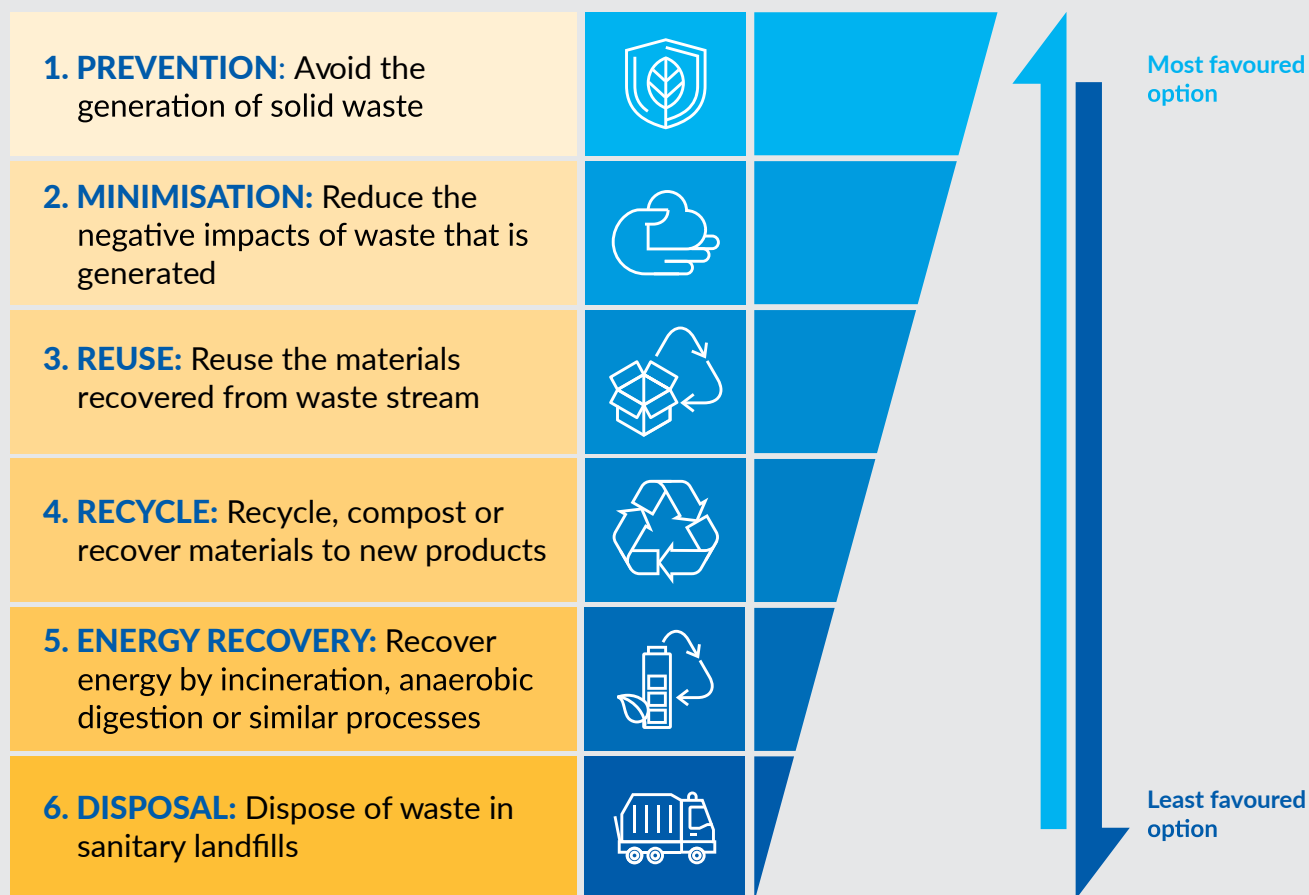 1. PREVENTION: Avoid the
generation of solid waste
Most favoured
option
2. MINIMISATION: Reduce the
negative impacts of waste that is
generated
3. REUSE: Reuse the materials
recovered from waste stream
4. RECYCLE: Recycle, compost or
recover materials to new products
5. ENERGY RECOVERY: Recover
energy by incineration, anaerobic
digestion or similar processes
6. DISPOSAL: Dispose of waste in
sanitary landfills
Least favoured
option